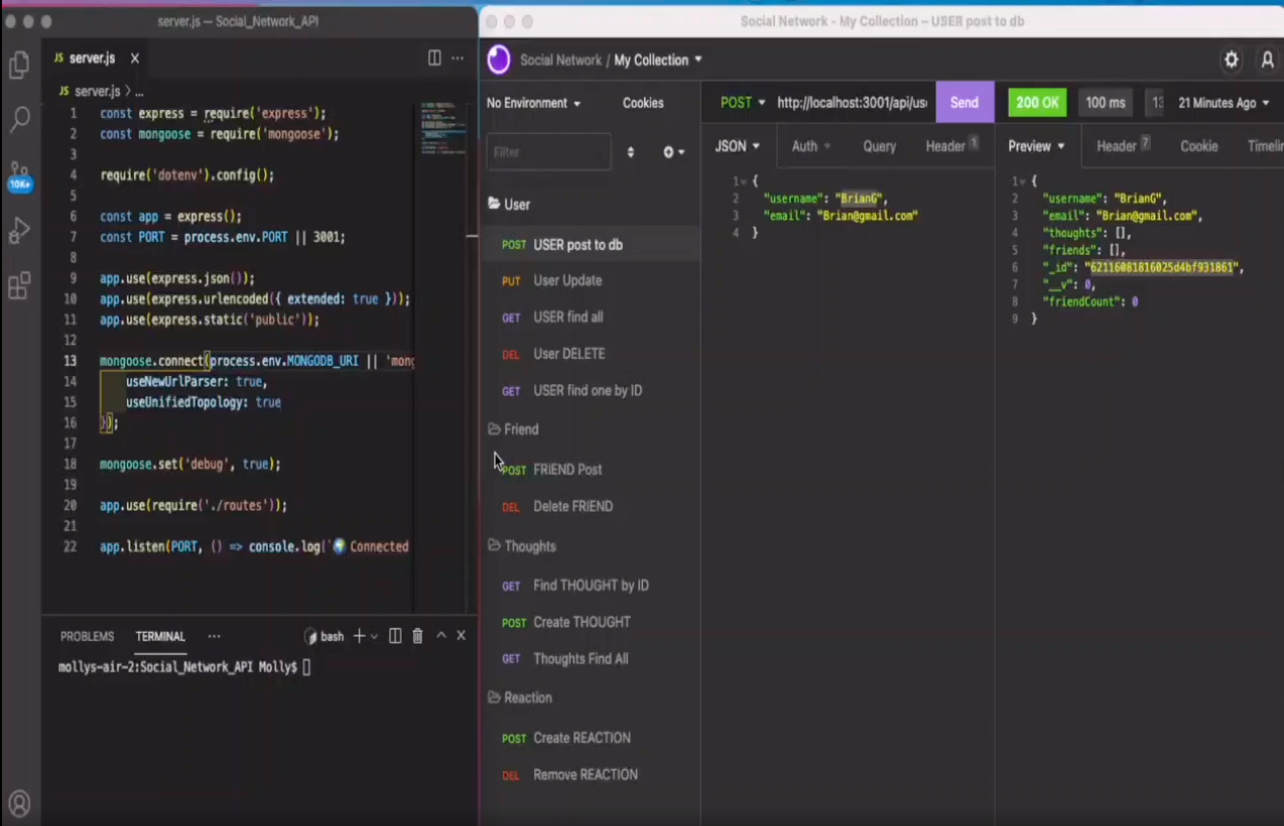 server.js — Social_Network_API
JS server.js X
JS server.js > ...
1 const express = require('express');
2 const mongoose = require('mongoose');
3
4 require('dotenv').config();
5
6 const app = express();
7 const PORT = process.env.PORT || 3001;
8
9 app.use(express.json());
10 app.use(express.urlencoded({ extended: true }));
11 app.use(express.static('public'));
12
13 mongoose.connect(process.env.MONGODB_URI || 'mong
14 useNewUrlParser: true,
15 useUnifiedTopology: true
16 });
17
18 mongoose.set('debug', true);
19
20 app.use(require('./routes'));
21
22 app.listen(PORT, () => console.log(`🌍 Connected
10K+
PROBLEMS TERMINAL ... bash
mollys-air-2:Social_Network_API Molly$
Social Network - My Collection – USER post to db
Social Network / My Collection
No Environment Cookies
Filter
User
POST USER post to db
PUT User Update
GET USER find all
DEL User DELETE
GET USER find one by ID
Friend
POST FRIEND Post
DEL Delete FRIEND
Thoughts
GET Find THOUGHT by ID
POST Create THOUGHT
GET Thoughts Find All
Reaction
POST Create REACTION
DEL Remove REACTION
POST http://localhost:3001/api/us Send
JSON Auth Query Header 1
1 {
2 "username": "BrianG",
3 "email": "Brian@gmail.com"
4 }
200 OK 100 ms 13 21 Minutes Ago
Preview Header 7 Cookie Timelin
1 {
2 "username": "BrianG",
3 "email": "Brian@gmail.com",
4 "thoughts": [],
5 "friends": [],
6 "_id": "62116081816025d4bf931861",
7 "__v": 0,
8 "friendCount": 0
9 }